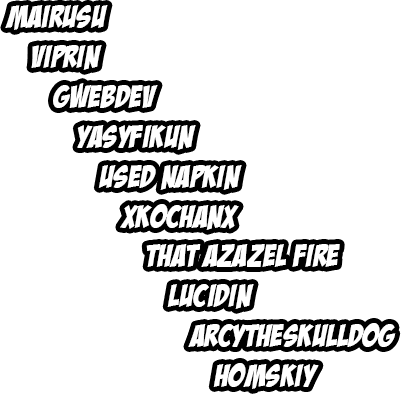 MAIRUSU
VIPRIN
GWEBDEV
YASYFIKUN
USED NAPKIN
XKOCHANX
THAT AZAZEL FIRE
LUCIDIN
ARCYTHESKULLDOG
HOMSKIY